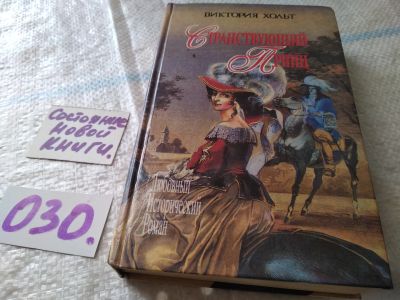 ВИКТОРИЯ ХОЛЬТ
СТРАНСТВУЮЩИЙ
ПРИНЦ
Любовный
Исторический
Роман
Состояние
новой
книги.
030.